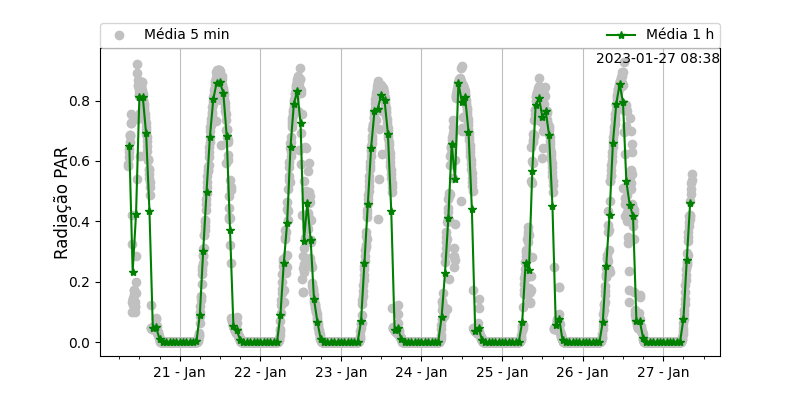 Média 5 min
Média 1 h
2023-01-27 08:38
Radiação PAR
0.8
0.6
0.4
0.2
0.0
21 - Jan
22 - Jan
23 - Jan
24 - Jan
25 - Jan
26 - Jan
27 - Jan